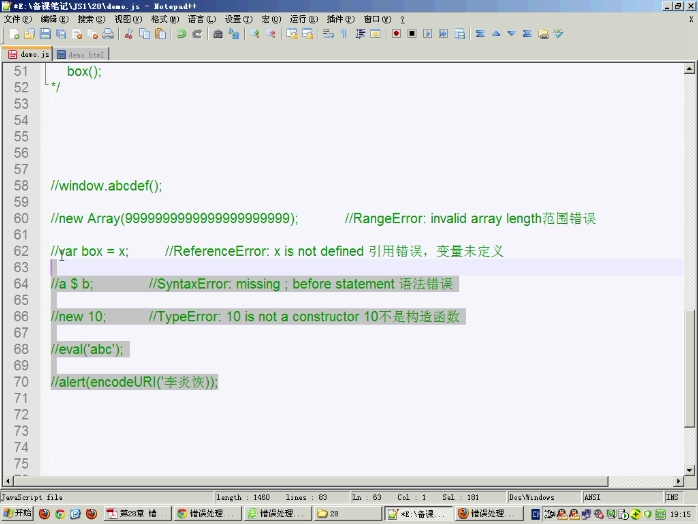 *E:\备课笔记\JS1\28\demo.js - Notepad++
文件(F) 编辑(E) 搜索(S) 视图(V) 格式(M) 语言(L) 设置(T) 宏(O) 运行(R) 插件(P) 窗口(W) ?
demo.js demo.html
51 box();
52 */
53
54
55
56
57
58 //window.abcdef();
59
60 //new Array(9999999999999999999999); //RangeError: invalid array length范围错误
61
62 //var box = x; //ReferenceError: x is not defined 引用错误，变量未定义
63
64 //a $ b; //SyntaxError: missing ; before statement 语法错误
65
66 //new 10; //TypeError: 10 is not a constructor 10不是构造函数
67
68 //eval('abc');
69
70 //alert(encodeURI('李炎恢));
71
72
73
74
75
JavaScript file length : 1480 lines : 83 Ln : 63 Col : 1 Sel : 181 Dos\Windows ANSI INS
开始 第28章 错... 错误处理... 错误处理... 28 *E:\备课... 错误处理... 19:15